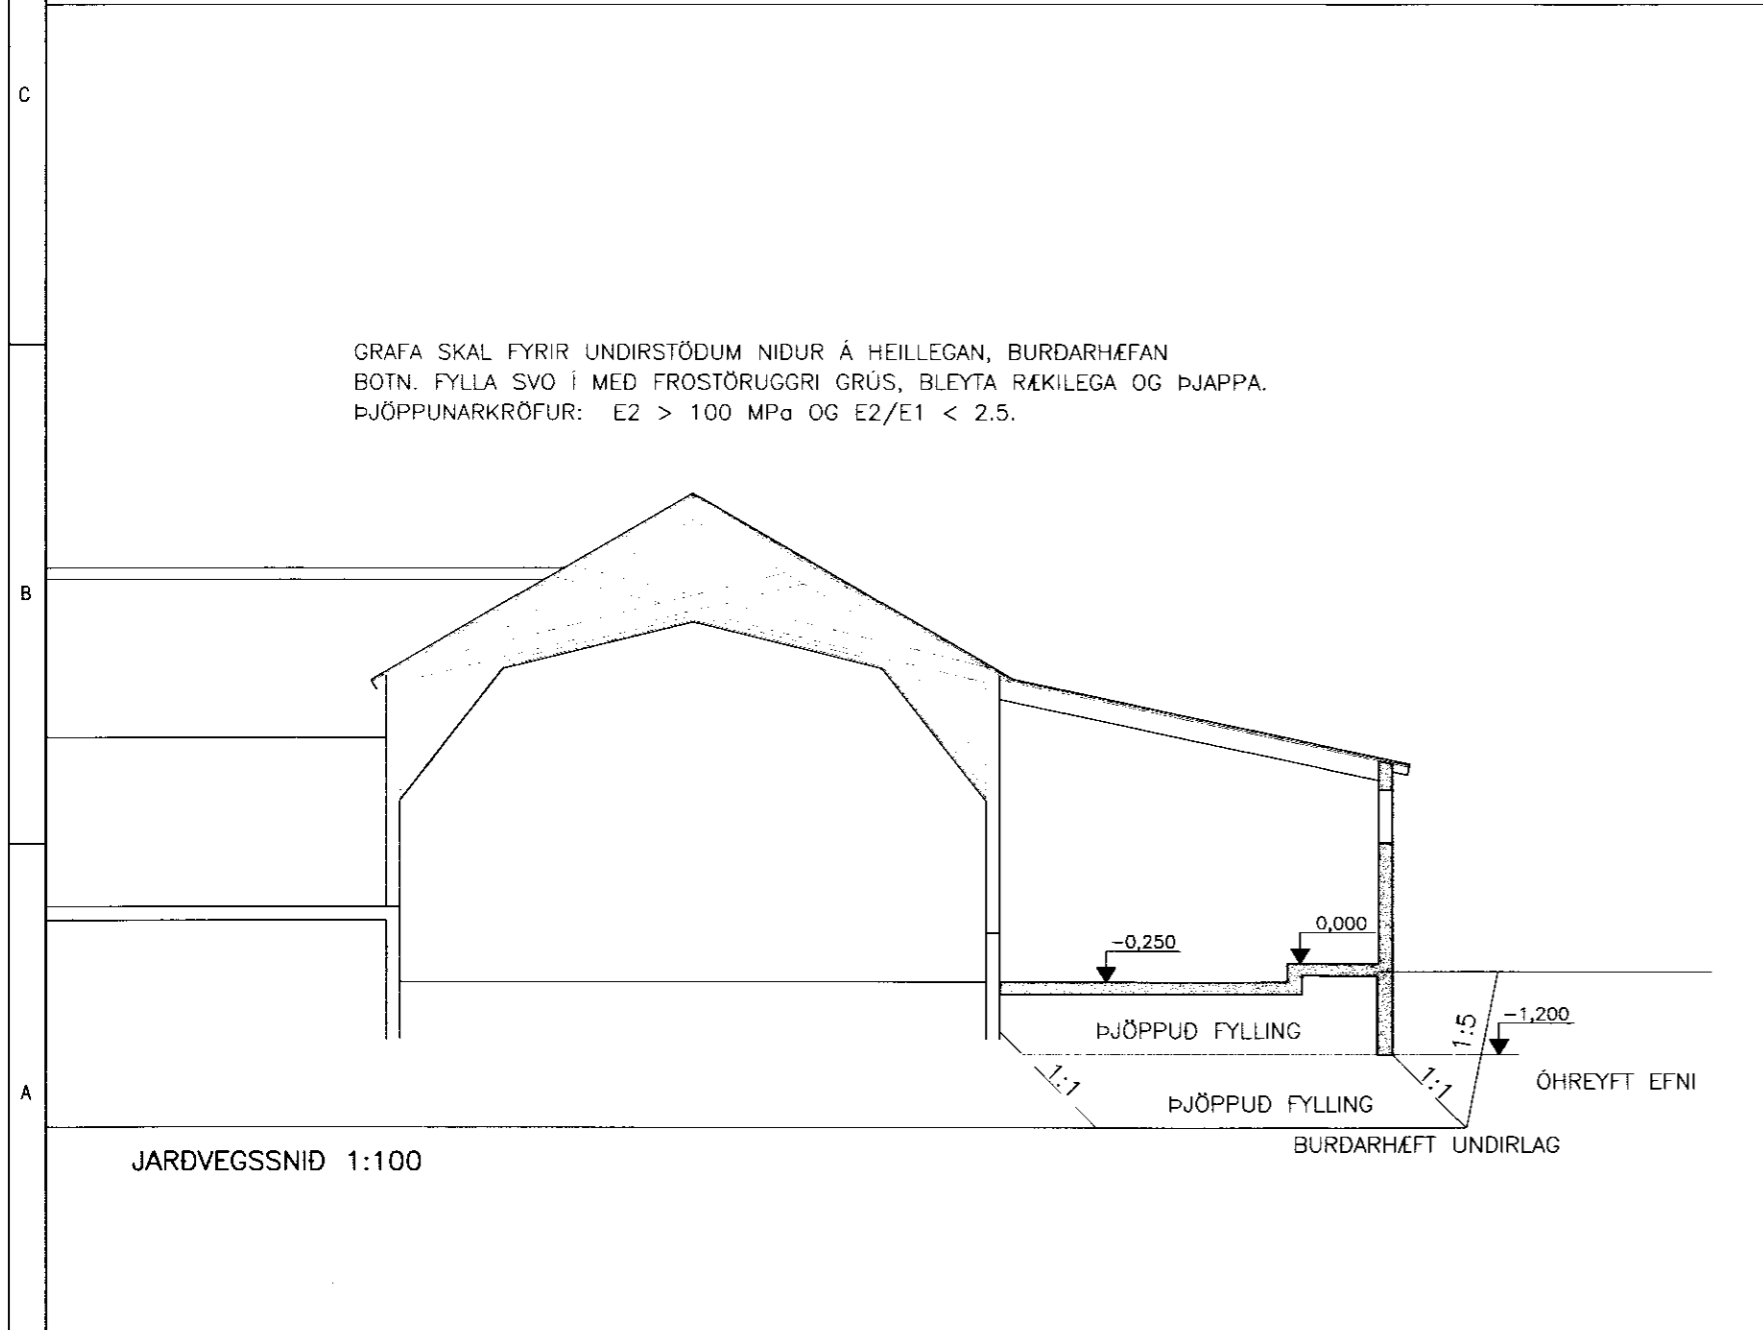 C
GRAFA SKAL FYRIR UNDIRSTÖÐUM NIÐUR Á HEILLEGAN, BURÐARHÆFAN
BOTN. FYLLA SVO Í MEÐ FROSTÖRUGGRI GRÚS, BLEYTA RÆKILEGA OG ÞJAPPA.
ÞJÖPPUNARKRÖFUR: E2 > 100 MPa OG E2/E1 < 2.5.
B
0,000
-0,250
-1,200
1:5
ÞJÖPPUÐ FYLLING
1:1
1:1
ÓHREYFT EFNI
A
ÞJÖPPUÐ FYLLING
BURÐARHÆFT UNDIRLAG
JARÐVEGSSNIÐ 1:100